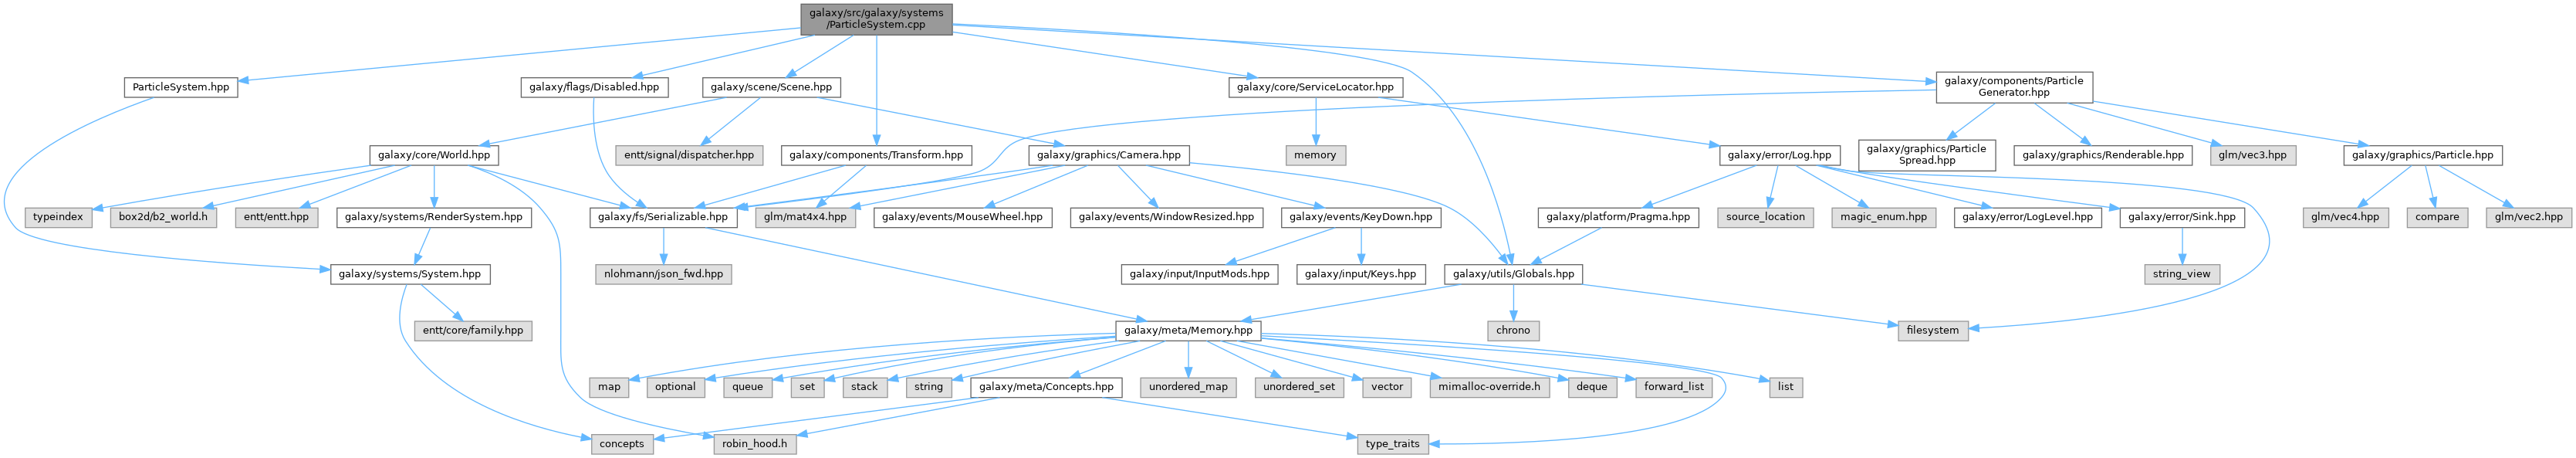 galaxy/src/galaxy/systems
/ParticleSystem.cpp
ParticleSystem.hpp
galaxy/flags/Disabled.hpp
galaxy/scene/Scene.hpp
galaxy/core/ServiceLocator.hpp
galaxy/components/Particle
Generator.hpp
galaxy/core/World.hpp
entt/signal/dispatcher.hpp
galaxy/components/Transform.hpp
galaxy/graphics/Camera.hpp
memory
galaxy/error/Log.hpp
galaxy/graphics/Particle
Spread.hpp
galaxy/graphics/Renderable.hpp
glm/vec3.hpp
galaxy/graphics/Particle.hpp
typeindex
box2d/b2_world.h
entt/entt.hpp
galaxy/systems/RenderSystem.hpp
galaxy/fs/Serializable.hpp
glm/mat4x4.hpp
galaxy/events/MouseWheel.hpp
galaxy/events/WindowResized.hpp
galaxy/events/KeyDown.hpp
galaxy/platform/Pragma.hpp
source_location
magic_enum.hpp
galaxy/error/LogLevel.hpp
galaxy/error/Sink.hpp
glm/vec4.hpp
compare
glm/vec2.hpp
galaxy/systems/System.hpp
nlohmann/json_fwd.hpp
galaxy/input/InputMods.hpp
galaxy/input/Keys.hpp
galaxy/utils/Globals.hpp
string_view
entt/core/family.hpp
galaxy/meta/Memory.hpp
chrono
filesystem
map
optional
queue
set
stack
string
galaxy/meta/Concepts.hpp
unordered_map
unordered_set
vector
mimalloc-override.h
deque
forward_list
list
concepts
robin_hood.h
type_traits